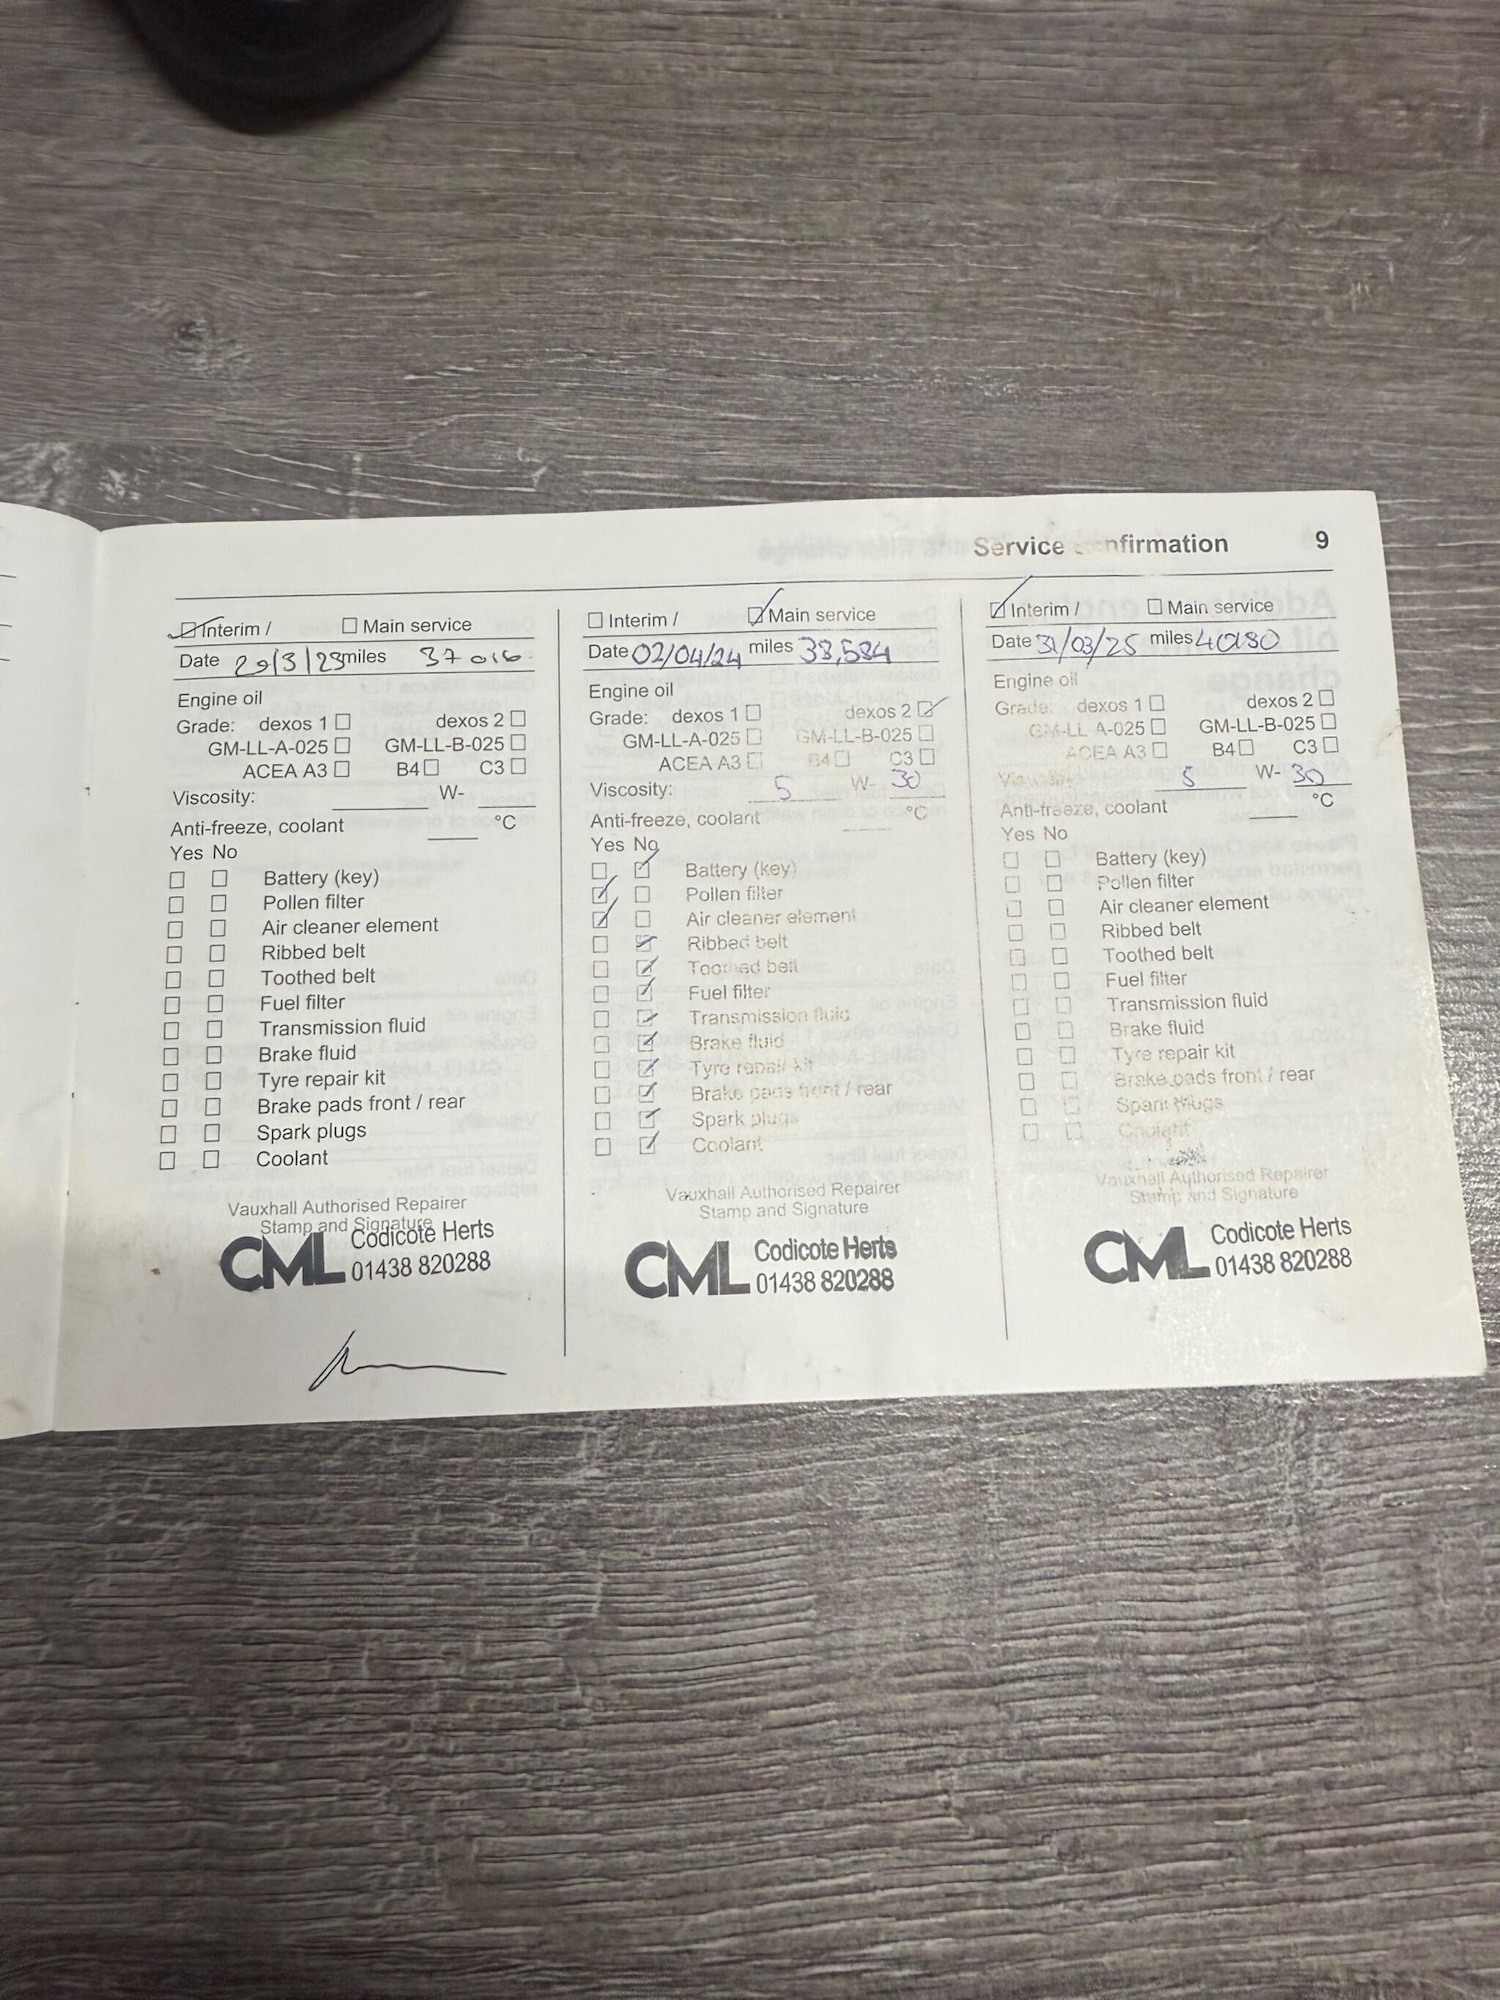 Service confirmation 9
Interim / Main service
Date 29/3/23 miles 37016
Engine oil
Grade: dexos 1 dexos 2
GM-LL-A-025 GM-LL-B-025
ACEA A3 B4 C3
Viscosity: W-
Anti-freeze, coolant °C
Yes No
Battery (key)
Pollen filter
Air cleaner element
Ribbed belt
Toothed belt
Fuel filter
Transmission fluid
Brake fluid
Tyre repair kit
Brake pads front / rear
Spark plugs
Coolant
Vauxhall Authorised Repairer
Stamp and Signature
CML Codicote Herts
01438 820288
Interim / Main service
Date 02/04/24 miles 38,584
Engine oil
Grade: dexos 1 dexos 2
GM-LL-A-025 GM-LL-B-025
ACEA A3 B4 C3
Viscosity: 5 W- 30
Anti-freeze, coolant °C
Yes No
Battery (key)
Pollen filter
Air cleaner element
Ribbed belt
Toothed belt
Fuel filter
Transmission fluid
Brake fluid
Tyre repair kit
Brake pads front / rear
Spark plugs
Coolant
Vauxhall Authorised Repairer
Stamp and Signature
CML Codicote Herts
01438 820288
Interim / Main service
Date 31/03/25 miles 40180
Engine oil
Grade: dexos 1 dexos 2
GM-LL A-025 GM-LL-B-025
ACEA A3 B4 C3
Viscosity: 5 W- 30
Anti-freeze, coolant °C
Yes No
Battery (key)
Pollen filter
Air cleaner element
Ribbed belt
Toothed belt
Fuel filter
Transmission fluid
Brake fluid
Tyre repair kit
Brake pads front / rear
Spark plugs
Coolant
Vauxhall Authorised Repairer
Stamp and Signature
CML Codicote Herts
01438 820288